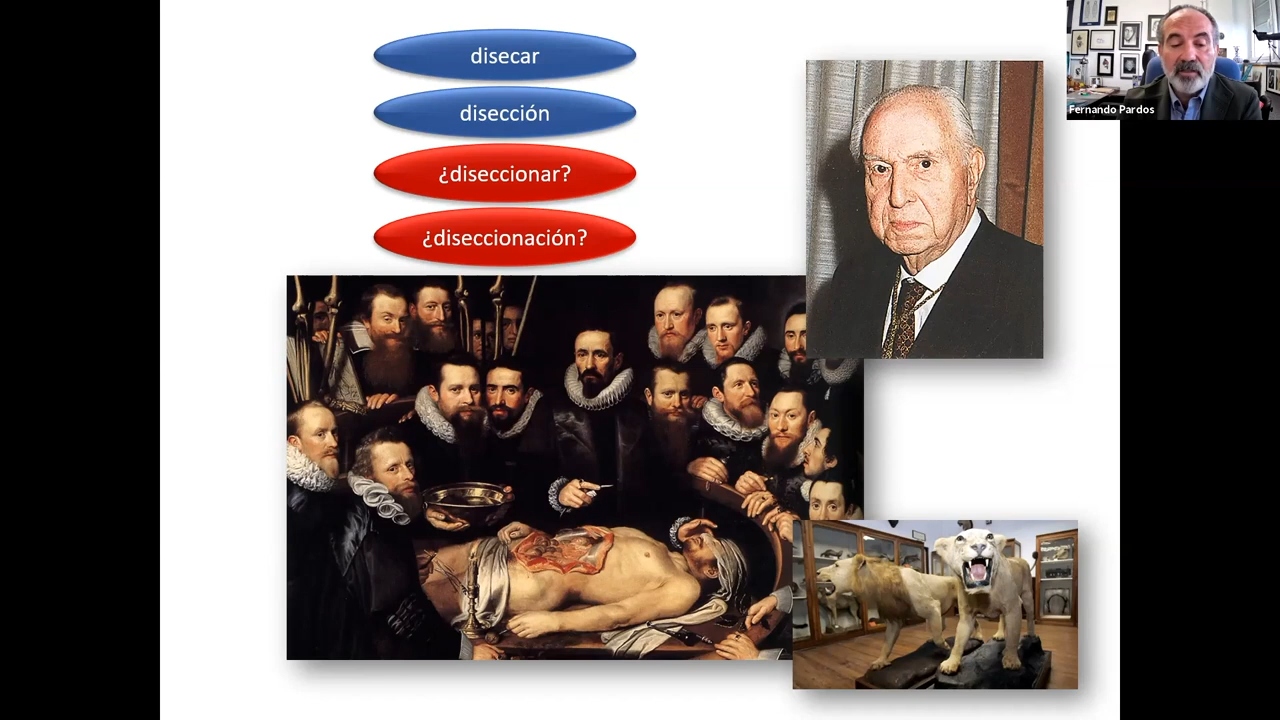 disecar
disección
¿diseccionar?
¿diseccionación?
Fernando Pardos